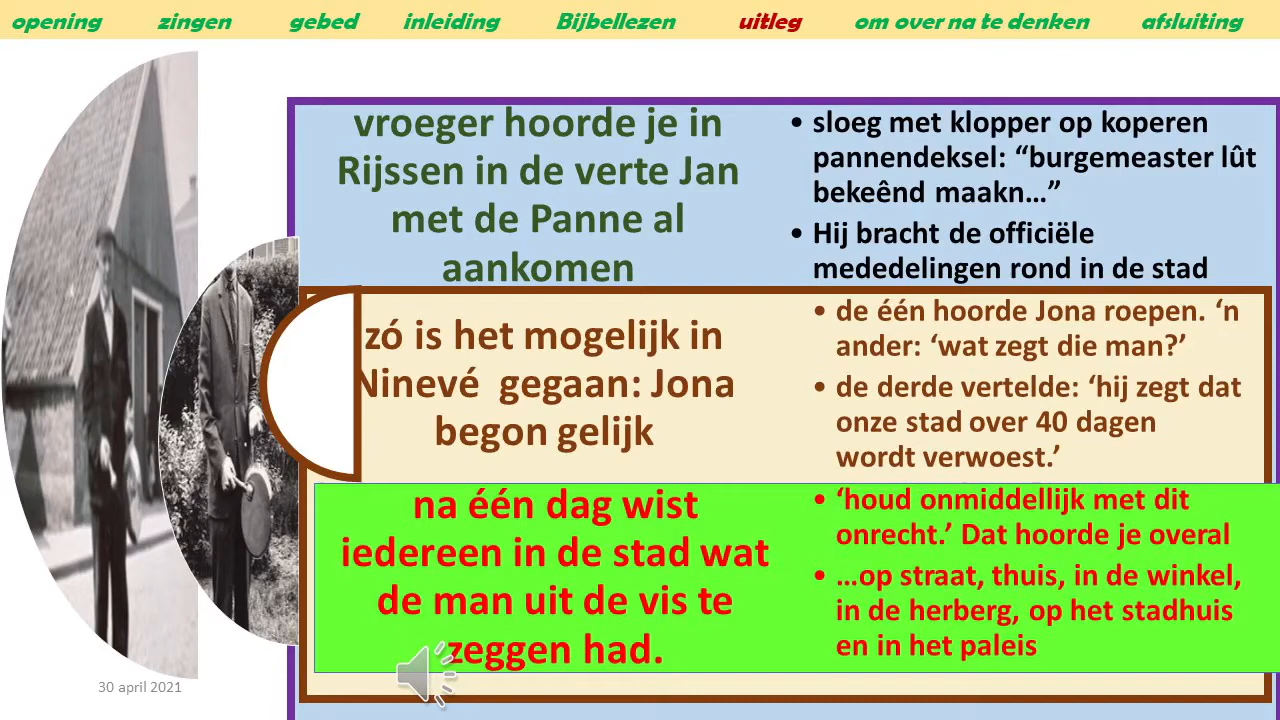 opening zingen gebed inleiding Bijbellezen uitleg om over na te denken afsluiting
vroeger hoorde je in
Rijssen in de verte Jan
met de Panne al
aankomen
• sloeg met klopper op koperen
pannendeksel: “burgemeaster lût
bekeênd maakn…”
• Hij bracht de officiële
mededelingen rond in de stad
zó is het mogelijk in
Ninevé gegaan: Jona
begon gelijk
• de één hoorde Jona roepen. ‘n
ander: ‘wat zegt die man?’
• de derde vertelde: ‘hij zegt dat
onze stad over 40 dagen
wordt verwoest.’
na één dag wist
iedereen in de stad wat
de man uit de vis te
zeggen had.
• ‘houd onmiddellijk met dit
onrecht.’ Dat hoorde je overal
• …op straat, thuis, in de winkel,
in de herberg, op het stadhuis
en in het paleis
30 april 2021